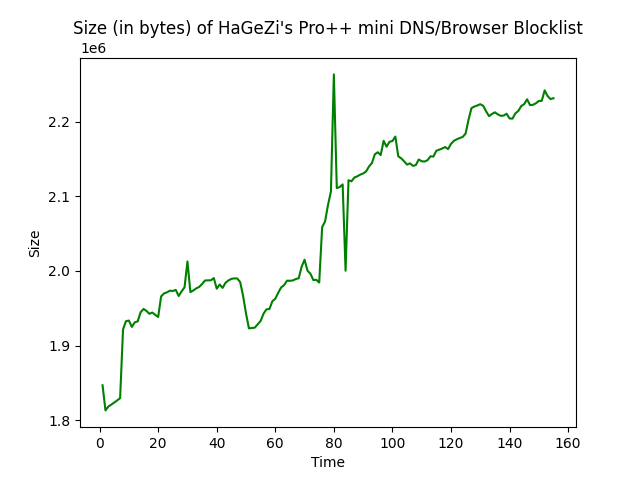 Size (in bytes) of HaGeZi's Pro++ mini DNS/Browser Blocklist
1e6
2.2
2.1
2.0
1.9
1.8
Size
0 20 40 60 80 100 120 140 160
Time